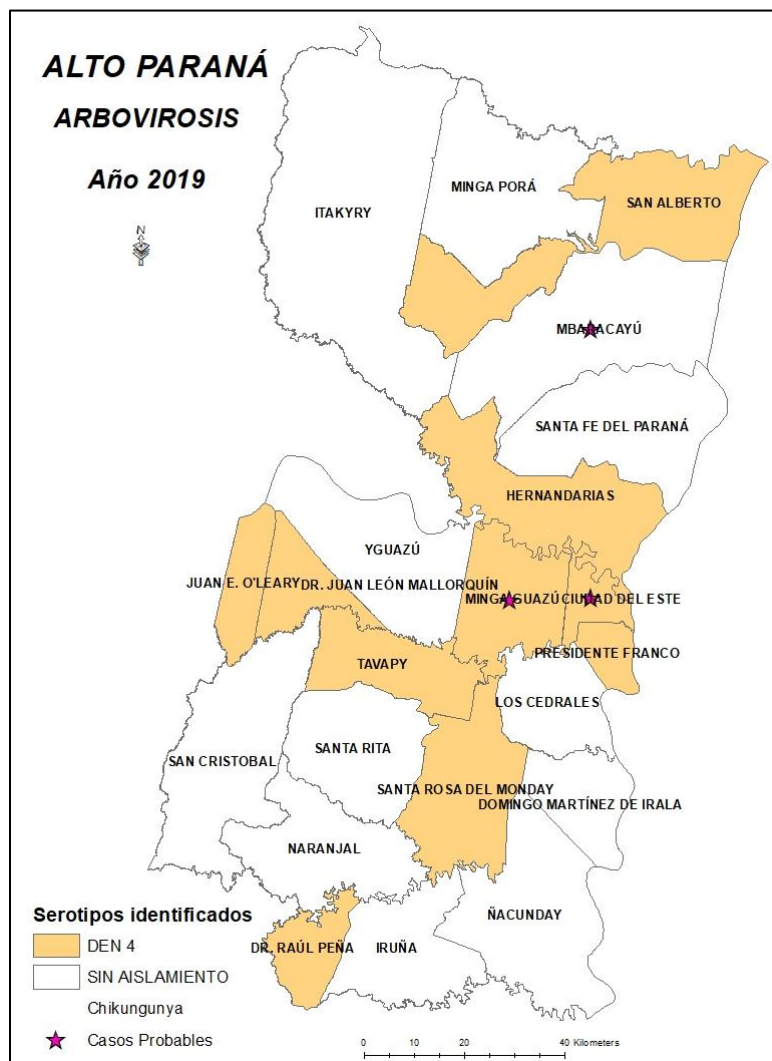 ALTO PARANÁ
ARBOVIROSIS
Año 2019
N
ITAKYRY
MINGA PORÁ
SAN ALBERTO
MBARACAYÚ
SANTA FE DEL PARANÁ
HERNANDARIAS
YGUAZÚ
JUAN E. O'LEARY
DR. JUAN LEÓN MALLORQUÍN
MINGA GUAZÚ
CIUDAD DEL ESTE
PRESIDENTE FRANCO
TAVAPY
LOS CEDRALES
SANTA RITA
SAN CRISTOBAL
SANTA ROSA DEL MONDAY
DOMINGO MARTÍNEZ DE IRALA
NARANJAL
ÑACUNDAY
DR. RAÚL PEÑA
IRUÑA
Serotipos identificados
DEN 4
SIN AISLAMIENTO
Chikungunya
Casos Probables
0 10 20 40 Kilometers